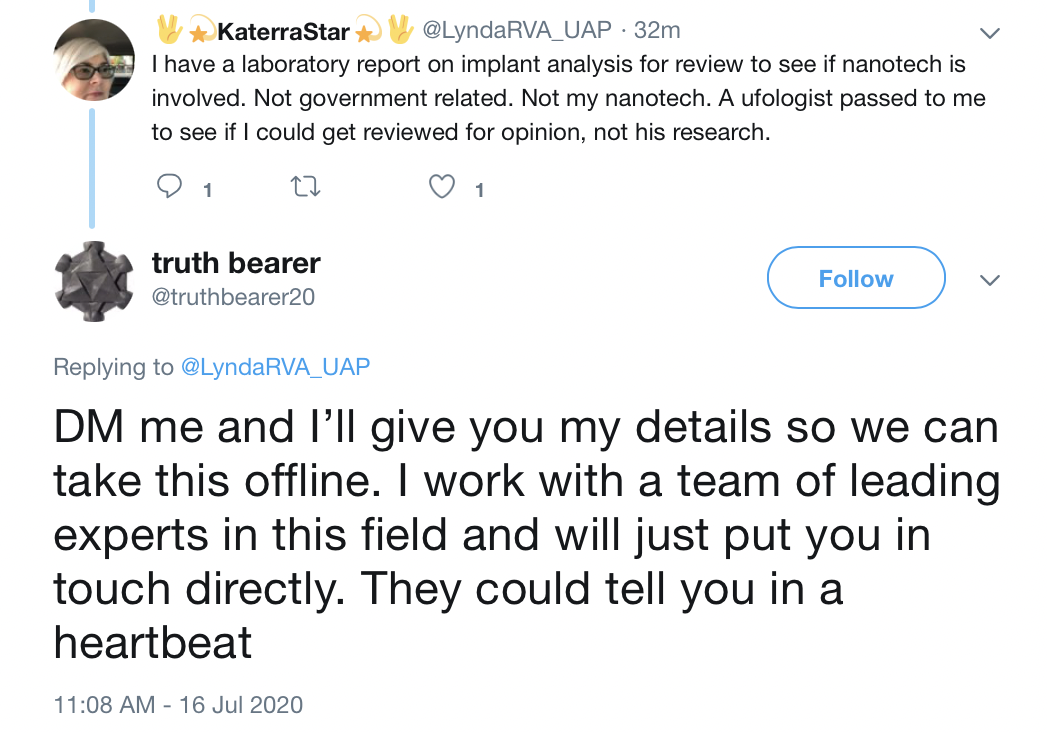 🖖💫KaterraStar💫🖖 @LyndaRVA_UAP · 32m
I have a laboratory report on implant analysis for review to see if nanotech is
involved. Not government related. Not my nanotech. A ufologist passed to me
to see if I could get reviewed for opinion, not his research.
1 1
truth bearer
@truthbearer20
Follow
Replying to @LyndaRVA_UAP
DM me and I’ll give you my details so we can
take this offline. I work with a team of leading
experts in this field and will just put you in
touch directly. They could tell you in a
heartbeat
11:08 AM - 16 Jul 2020